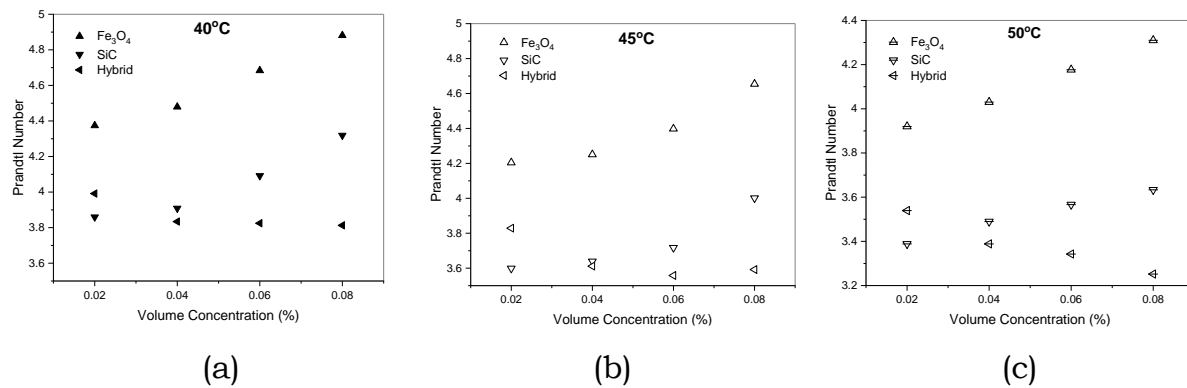 40°C
Fe₃O₄
SiC
Hybrid
5
4.8
4.6
4.4
4.2
4
3.8
3.6
Prandtl Number
0.02 0.04 0.06 0.08
Volume Concentration (%)
(a)
45°C
Fe₃O₄
SiC
Hybrid
5
4.8
4.6
4.4
4.2
4
3.8
3.6
Prandtl Number
0.02 0.04 0.06 0.08
Volume Concentration (%)
(b)
50°C
Fe₃O₄
SiC
Hybrid
4.4
4.2
4
3.8
3.6
3.4
3.2
Prandtl Number
0.02 0.04 0.06 0.08
Volume Concentration (%)
(c)